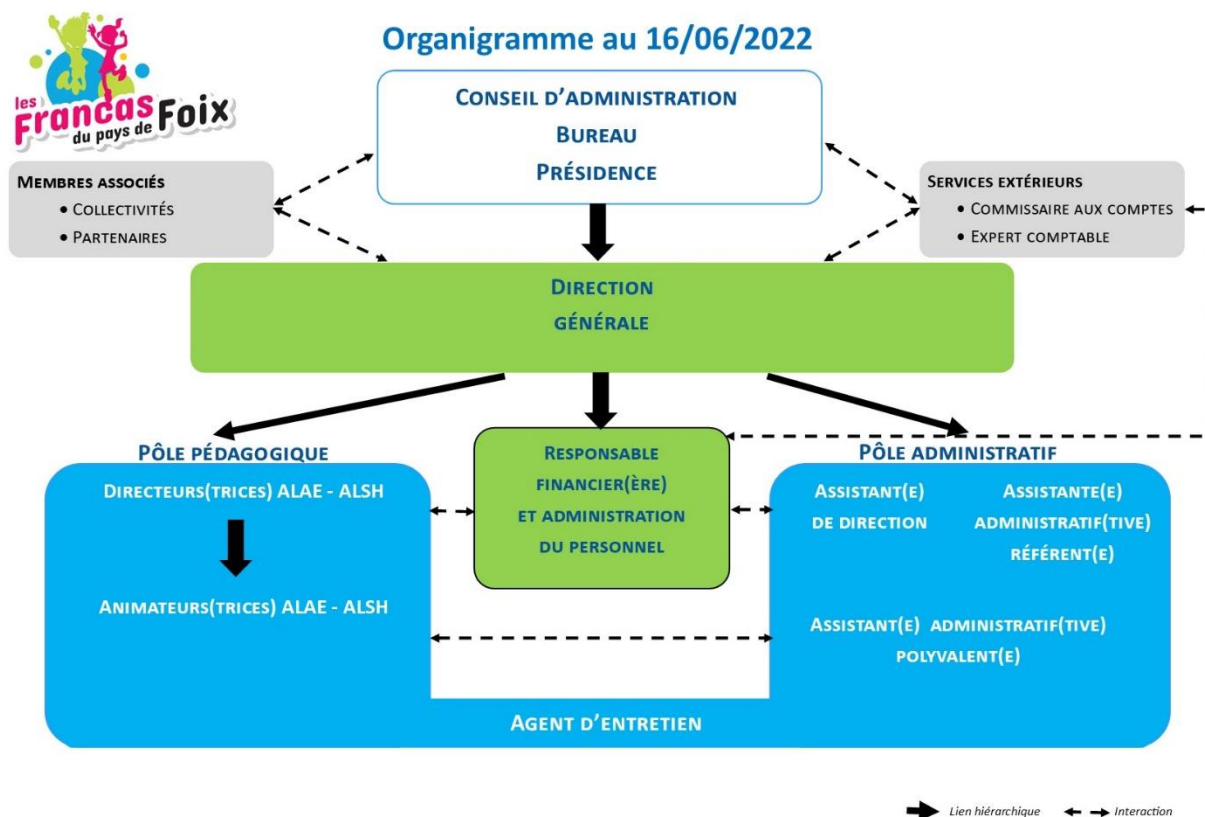 les
Francas
du pays de
Foix
Organigramme au 16/06/2022
CONSEIL D'ADMINISTRATION
BUREAU
PRÉSIDENCE
MEMBRES ASSOCIÉS
• COLLECTIVITÉS
• PARTENAIRES
SERVICES EXTÉRIEURS
• COMMISSAIRE AUX COMPTES
• EXPERT COMPTABLE
DIRECTION
GÉNÉRALE
PÔLE PÉDAGOGIQUE
DIRECTEURS(TRICES) ALAE - ALSH
ANIMATEURS(TRICES) ALAE - ALSH
RESPONSABLE
FINANCIER(ÈRE)
ET ADMINISTRATION
DU PERSONNEL
PÔLE ADMINISTRATIF
ASSISTANT(E)
DE DIRECTION
ASSISTANTE(E)
ADMINISTRATIF(TIVE)
RÉFÉRENT(E)
ASSISTANT(E) ADMINISTRATIF(TIVE)
POLYVALENT(E)
AGENT D'ENTRETIEN
Lien hiérarchique
Interaction